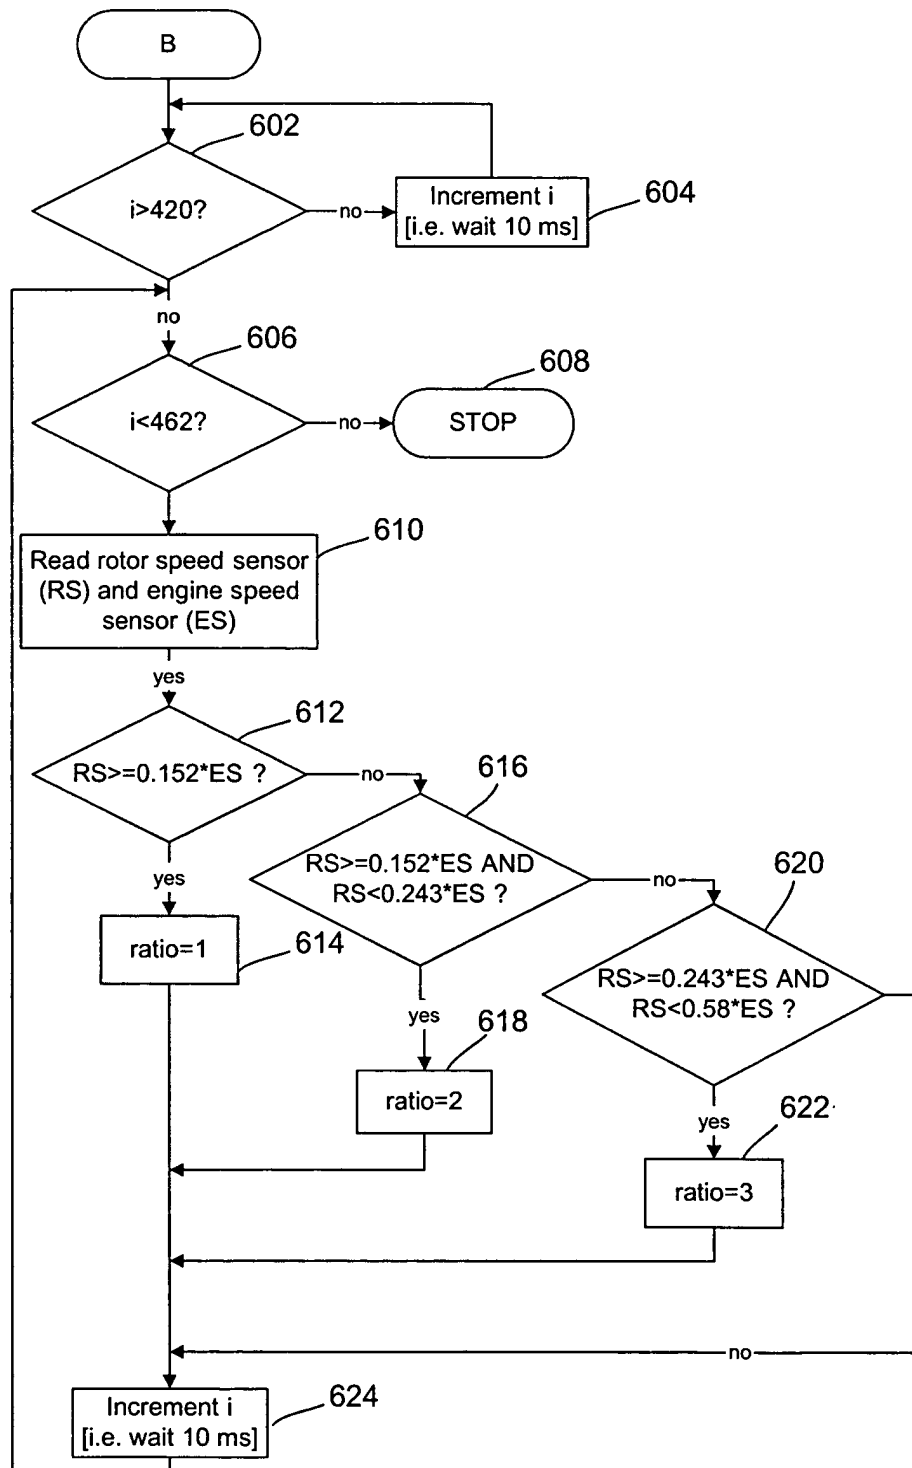 B
602
i>420?
no
Increment i
[i.e. wait 10 ms]
604
no
606
i<462?
no
608
STOP
610
Read rotor speed sensor
(RS) and engine speed
sensor (ES)
yes
612
RS>=0.152*ES ?
no
616
RS>=0.152*ES AND
RS<0.243*ES ?
no
620
yes
ratio=1
614
RS>=0.243*ES AND
RS<0.58*ES ?
yes
618
ratio=2
yes
622
ratio=3
no
Increment i
[i.e. wait 10 ms]
624